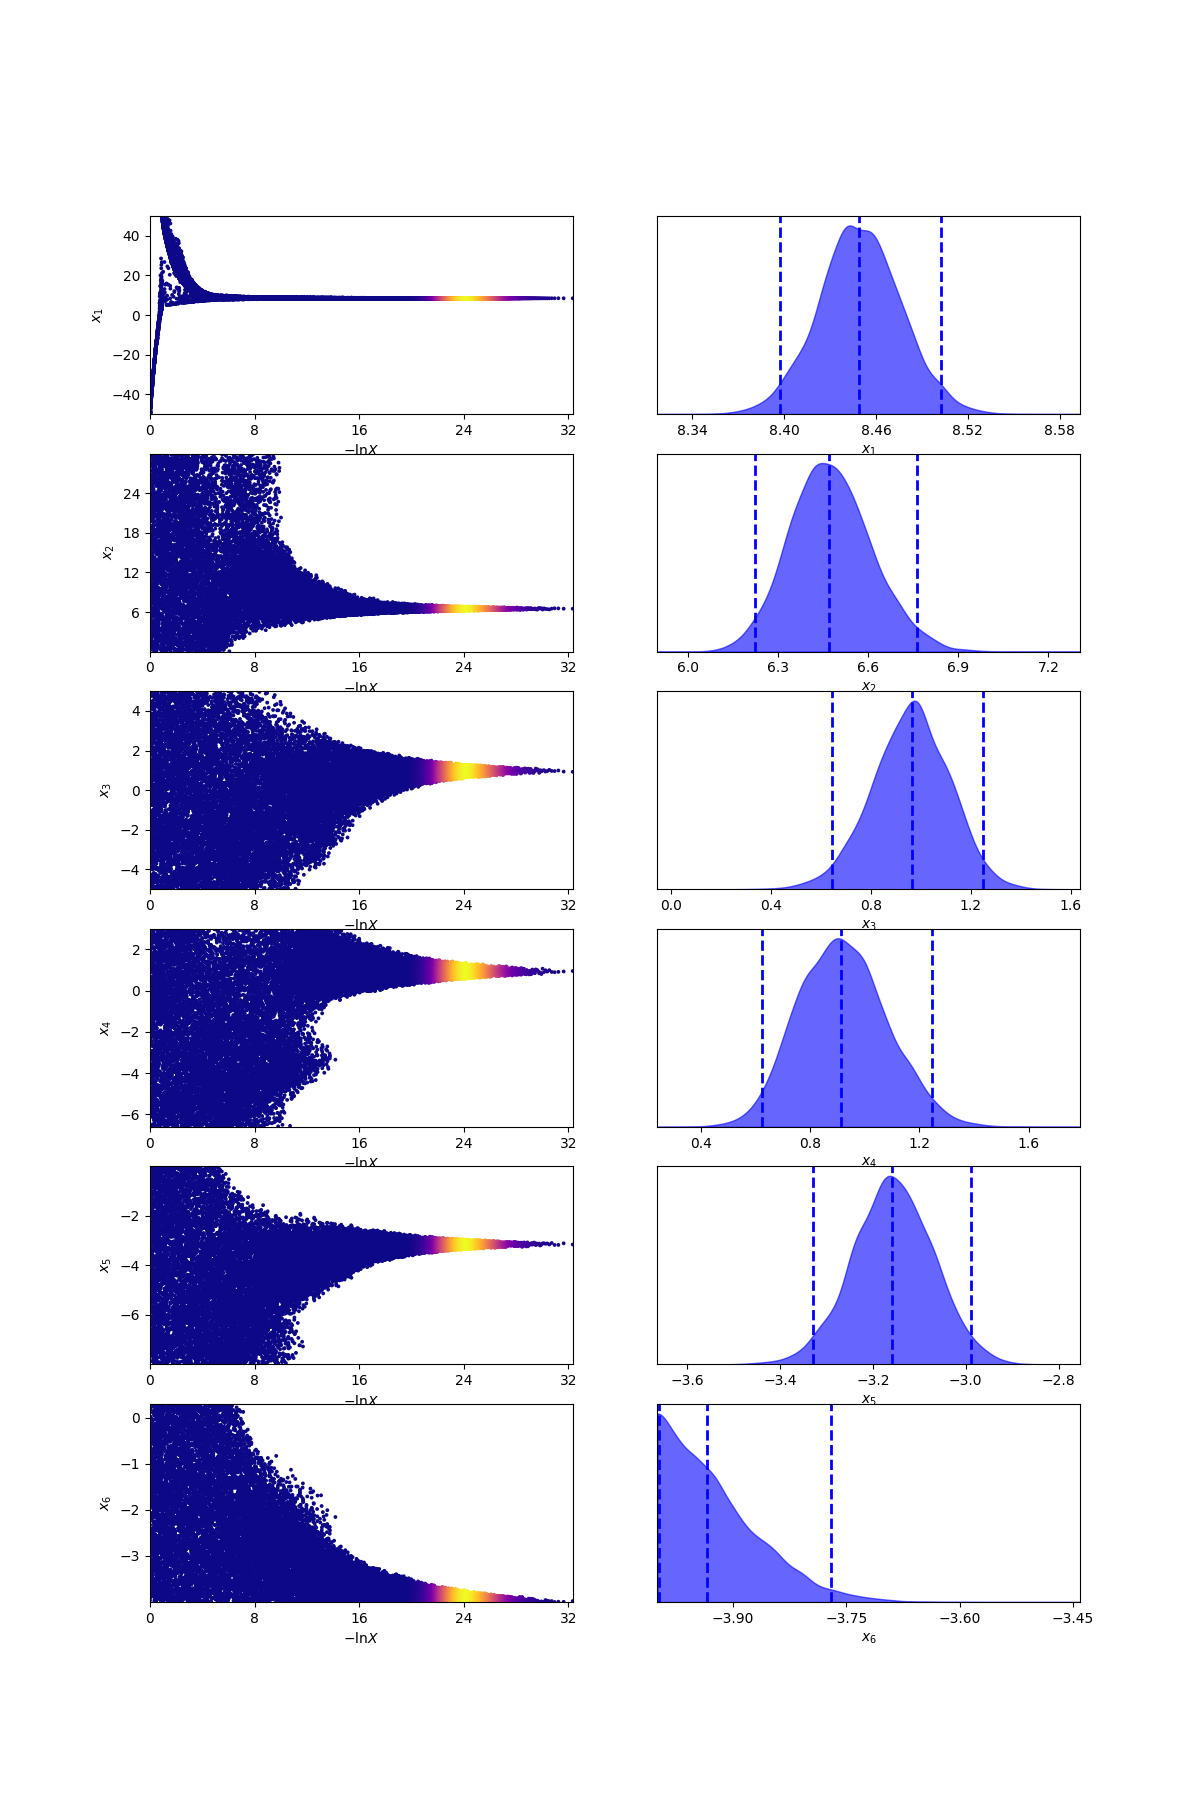 40
20
0
−20
−40
x₁
0 8 16 24 32
−lnX
8.34 8.40 8.46 8.52 8.58
x₁
24
18
12
6
x₂
0 8 16 24 32
−lnX
6.0 6.3 6.6 6.9 7.2
x₂
4
2
0
−2
−4
x₃
0 8 16 24 32
−lnX
0.0 0.4 0.8 1.2 1.6
x₃
2
0
−2
−4
−6
x₄
0 8 16 24 32
−lnX
0.4 0.8 1.2 1.6
x₄
−2
−4
−6
x₅
0 8 16 24 32
−lnX
−3.6 −3.4 −3.2 −3.0 −2.8
x₅
0
−1
−2
−3
x₆
0 8 16 24 32
−lnX
−3.90 −3.75 −3.60 −3.45
x₆